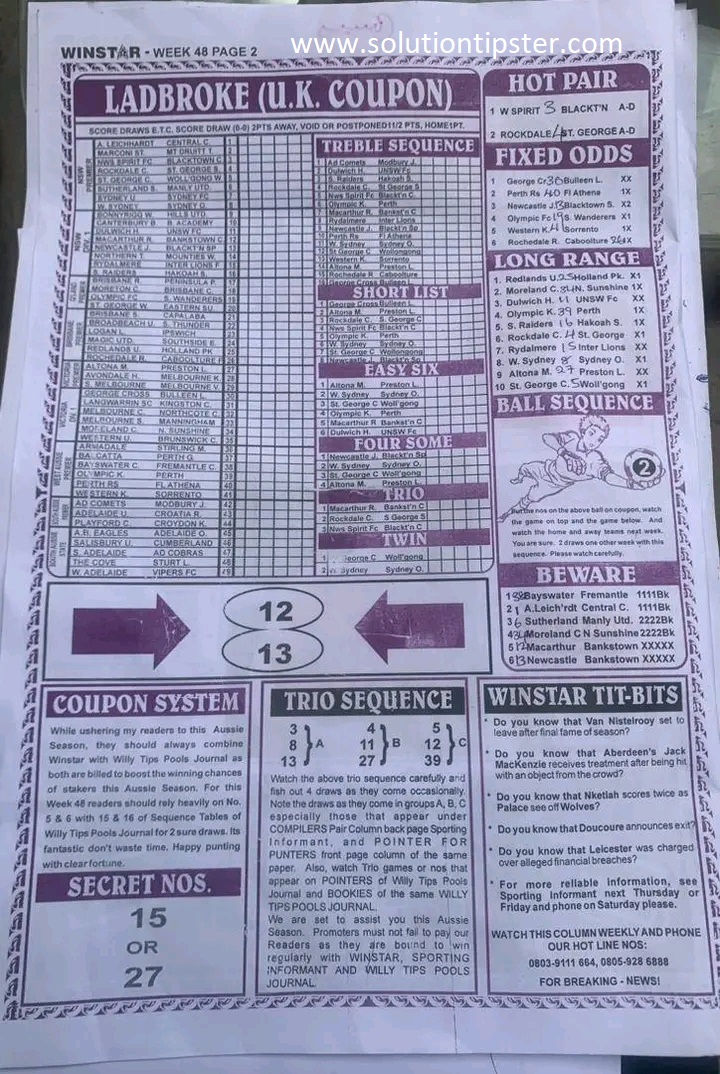 WINSTAR - WEEK 48 PAGE 2
www.solutiontipster.com
LADBROKE (U.K. COUPON)
SCORE DRAWS E.T.C. SCORE DRAW (0-0) 2PTS AWAY, VOID OR POSTPONED11/2 PTS, HOME1PT.
A. LEICHHARDT CENTRAL C. 1
MARCONI ST. MT DRUITT T. 2
NWS SPIRIT FC BLACKTOWN C 3
ROCKDALE C. ST. GEORGE S. 4
ST. GEORGE C. WOLL'GONG W 5
SUTHERLAND S. MANLY UTD. 6
SYDNEY U. SYDNEY FC 7
W. SYDNEY SYDNEY O. 8
BONNYRIGG W HILLS UTD. 9
CANTERBURY B. B ACADEMY 10
DULWICH H. UNSW FC 11
MACARTHUR R. BANKSTOWN C 12
NEWCASTLE J. BLACKT'N SP 13
NORTHERN T. MOUNTIES W. 14
RYDALMERE INTER LIONS F 15
S. RAIDERS HAKOAH S. 16
BRISBANE R. PENINSULA P. 17
MORETON C. BRISBANE C. 18
OLYMPIC FC S. WANDERERS 19
ST. GEORGE W. EASTERN SU 20
BRISBANE S. CAPALABA 21
BROADBEACH U. S. THUNDER 22
LOGAN L. IPSWICH 23
MAGIC UTD. SOUTHSIDE E. 24
REDLANDS U. HOLLAND PK. 25
ROCHEDALE R. CABOOLTURE F 26
ALTONA M. PRESTON L. 27
AVONDALE H. MELBOURNE K. 28
S. MELBOURNE MELBOURNE V. 29
GEORGE CROSS BULLEEN L. 30
LANGWARRIN SC KINGSTON C. 31
MELBOURNE C. NORTHCOTE C. 32
MELBOURNE S. MANNINGHAM 33
MORELAND C. N. SUNSHINE 34
WESTERN U. BRUNSWICK C. 35
ARMADALE STIRLING M. 36
BALCATTA PERTH G. 37
BAYSWATER C. FREMANTLE C. 38
OLYMPIC K. PERTH 39
PERTH RS FL ATHENA 40
WESTERN K. SORRENTO 41
AD COMETS MODBURY J. 42
ADELAIDE U. CROATIA R. 43
PLAYFORD C. CROYDON K. 44
A.R. EAGLES ADELAIDE O. 45
SALISBURY U. CUMBERLAND 46
S. ADELAIDE AD COBRAS 47
THE COVE STURT L. 48
W. ADELAIDE VIPERS FC 49
TREBLE SEQUENCE
1 Ad Comets Modbury J.
2 Dulwich H. UNSW Fc
3 S. Raiders Hakoah S.
4 Rockdale C. St George S
5 Nws Spirit Fc Blackt'n C.
6 Olympic K. Perth
7 Macarthur R. Bankst'n C
8 Rydalmere Inter Lions
9 Newcastle J. Blackt'n Sp
10 Perth Rs Fl Athena
11 W. Sydney Sydney O.
12 St George C Wollongong
13 Western K. Sorrento
14 Altona M. Preston L.
15 Rochedale R. Caboolture
16 George Cross Bulleen L.
SHORT LIST
1 George Cross Bulleen L.
2 Altona M. Preston L.
3 Rockdale C. S. George C
4 Nws Spirit Fc Blackt'n C
5 Olympic K. Perth
6 W. Sydney Sydney O.
7 St. George C Wollongong
8 Newcastle J. Blackt'n Sp
EASY SIX
1 Altona M. Preston L.
2 W. Sydney Sydney O.
3 St. George C Woll'gong
4 Olympic K. Perth
5 Macarthur R Bankst'n C
6 Dulwich H. UNSW Fc
FOUR SOME
1 Newcastle J. Blackt'n Sp
2 W. Sydney Sydney O.
3 St. George C Woll'gong
4 Altona M. Preston L.
TRIO
1 Macarthur R. Bankst'n C
2 Rockdale C. S George S
3 Nws Spirit Fc Blackt'n C
TWIN
1 George C Woll'gong
2 W Sydney Sydney O.
HOT PAIR
1 W SPIRIT 3 BLACKT'N A-D
2 ROCKDALE 4 ST. GEORGE A-D
FIXED ODDS
1 George Cr 30 Bulleen L. XX
2 Perth Rs 40 Fl Athena 1X
3 Newcastle J. 13 Blacktown S. X2
4 Olympic Fc 19 S. Wanderers X1
5 Western K. 41 Sorrento 1X
6 Rochedale R. Caboolture 26 XX
LONG RANGE
1. Redlands U. 25 Holland Pk. X1
2. Moreland C. 34 N. Sunshine 1X
3. Dulwich H. 11 UNSW Fc XX
4. Olympic K. 39 Perth 1X
5. S. Raiders 16 Hakoah S. 1X
6. Rockdale C. 4 St. George X1
7. Rydalmere 15 Inter Lions XX
8. W. Sydney 8 Sydney O. X1
9 Altona M. 27 Preston L. XX
10 St. George C. 5 Woll'gong X1
BALL SEQUENCE
2
Put the nos on the above ball on coupon, watch
the game on top and the game below. And
watch the home and away teams next week.
You are sure. 2 draws one other week with this
sequence. Please watch carefully.
BEWARE
1 38 Bayswater Fremantle 1111Bk
2 1 A.Leich'rdt Central C. 1111Bk
3 6 Sutherland Manly Utd. 2222Bk
4 34 Moreland C N Sunshine 2222Bk
5 12 Macarthur Bankstown XXXXX
6 13 Newcastle Bankstown XXXXX
12
13
COUPON SYSTEM
While ushering my readers to this Aussie
Season, they should always combine
Winstar with Willy Tips Pools Journal as
both are billed to boost the winning chances
of stakers this Aussie Season. For this
Week 48 readers should rely heavily on No.
5 & 6 with 15 & 16 of Sequence Tables of
Willy Tips Pools Journal for 2 sure draws. Its
fantastic don't waste time. Happy punting
with clear fortune.
SECRET NOS.
15
OR
27
TRIO SEQUENCE
3 4 5
8 } A 11 } B 12 } C
13 27 39
Watch the above trio sequence carefully and
fish out 4 draws as they come occasionally.
Note the draws as they come in groups A, B, C
especially those that appear under
COMPILERS Pair Column back page Sporting
Informant, and POINTER FOR
PUNTERS front page column of the same
paper. Also, watch Trio games or nos that
appear on POINTERS of Willy Tips Pools
Journal and BOOKIES of the same WILLY
TIPS POOLS JOURNAL.
We are set to assist you this Aussie
Season. Promoters must not fail to pay our
Readers as they are bound to win
regularly with WINSTAR, SPORTING
INFORMANT AND WILLY TIPS POOLS
JOURNAL.
WINSTAR TIT-BITS
* Do you know that Van Nistelrooy set to
leave after final fame of season?
* Do you know that Aberdeen's Jack
MacKenzie receives treatment after being hit
with an object from the crowd?
* Do you know that Nketiah scores twice as
Palace see off Wolves?
* Do you know that Doucoure announces exit?
* Do you know that Leicester was charged
over alleged financial breaches?
* For more reliable information, see
Sporting Informant next Thursday or
Friday and phone on Saturday please.
WATCH THIS COLUMN WEEKLY AND PHONE
OUR HOT LINE NOS:
0803-9111 664, 0805-928 6888
FOR BREAKING - NEWS!